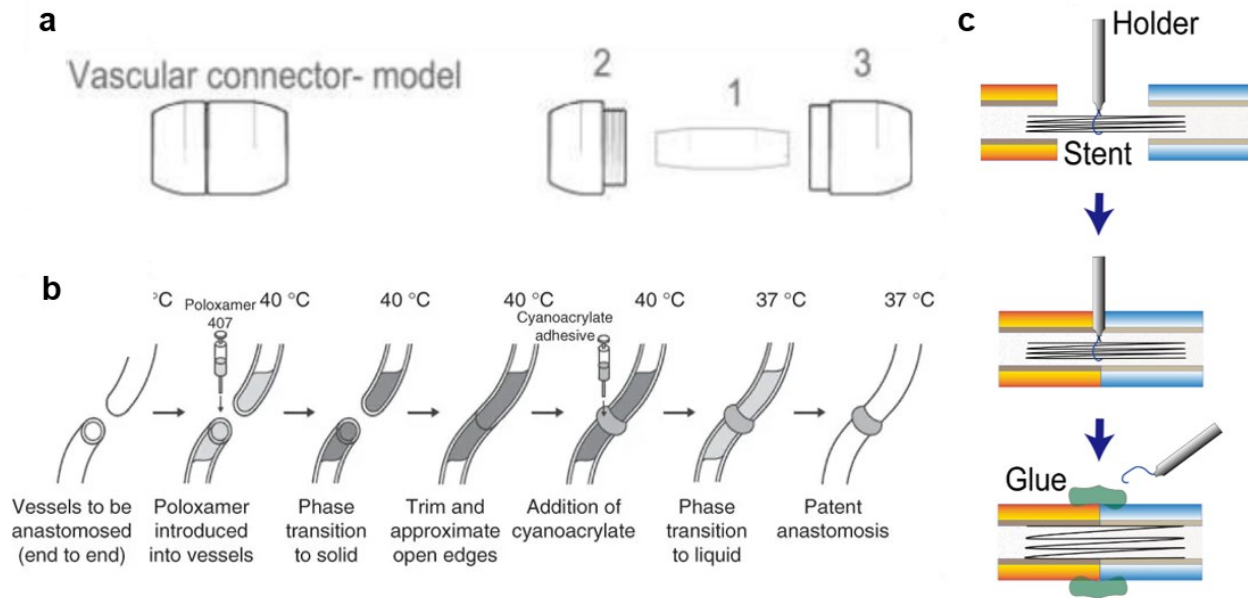 a
Vascular connector- model
2
1
3
b
°C
40 °C
40 °C
40 °C
40 °C
37 °C
37 °C
Poloxamer
407
Cyanoacrylate
adhesive
Vessels to be
anastomosed
(end to end)
Poloxamer
introduced
into vessels
Phase
transition
to solid
Trim and
approximate
open edges
Addition of
cyanoacrylate
Phase
transition
to liquid
Patent
anastomosis
c
Holder
Stent
Glue